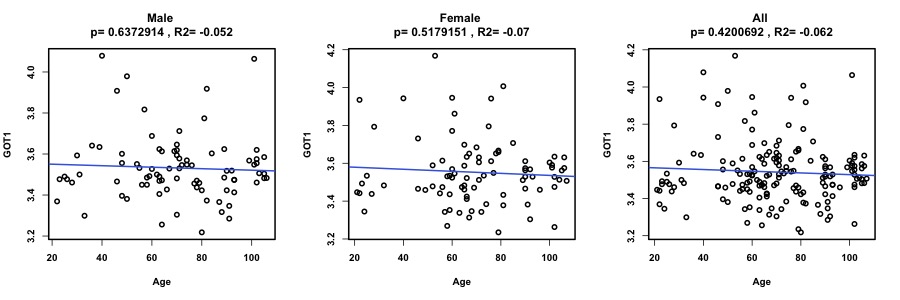 Male
p= 0.6372914 , R2= -0.052
GOT1
4.0
3.8
3.6
3.4
3.2
20 40 60 80 100
Age
Female
p= 0.5179151 , R2= -0.07
GOT1
4.2
4.0
3.8
3.6
3.4
3.2
20 40 60 80 100
Age
All
p= 0.4200692 , R2= -0.062
GOT1
4.2
4.0
3.8
3.6
3.4
3.2
20 40 60 80 100
Age